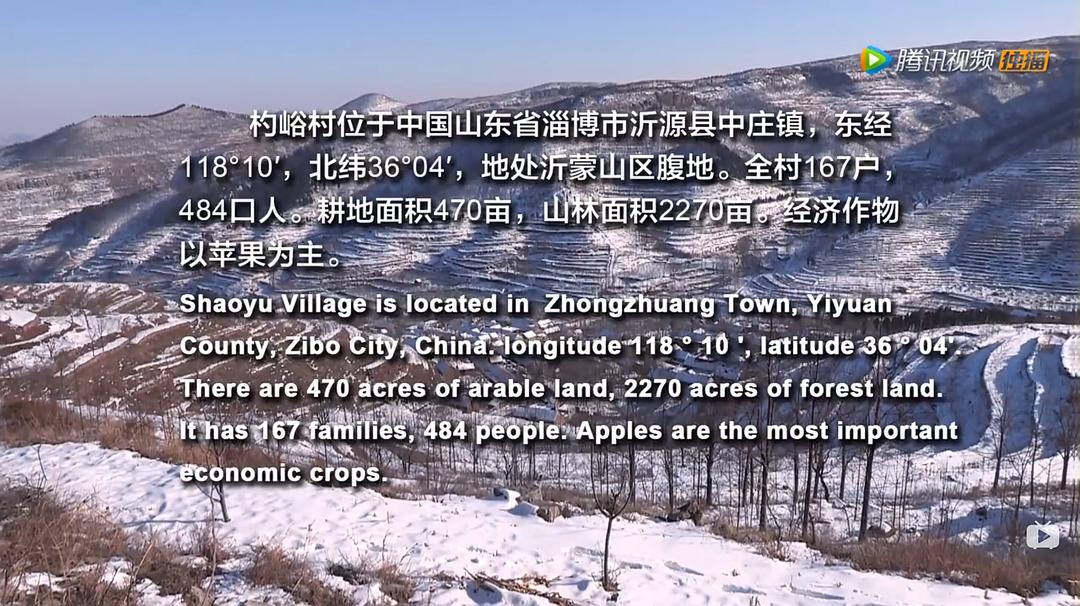 腾讯视频 独播
杓峪村位于中国山东省淄博市沂源县中庄镇，东经
118°10′，北纬36°04′，地处沂蒙山区腹地。全村167户，
484口人。耕地面积470亩，山林面积2270亩。经济作物
以苹果为主。
Shaoyu Village is located in  Zhongzhuang Town, Yiyuan
County, Zibo City, China. longitude 118 ° 10 ', latitude 36 ° 04'.
There are 470 acres of arable land, 2270 acres of forest land.
It has 167 families, 484 people. Apples are the most important
economic crops.